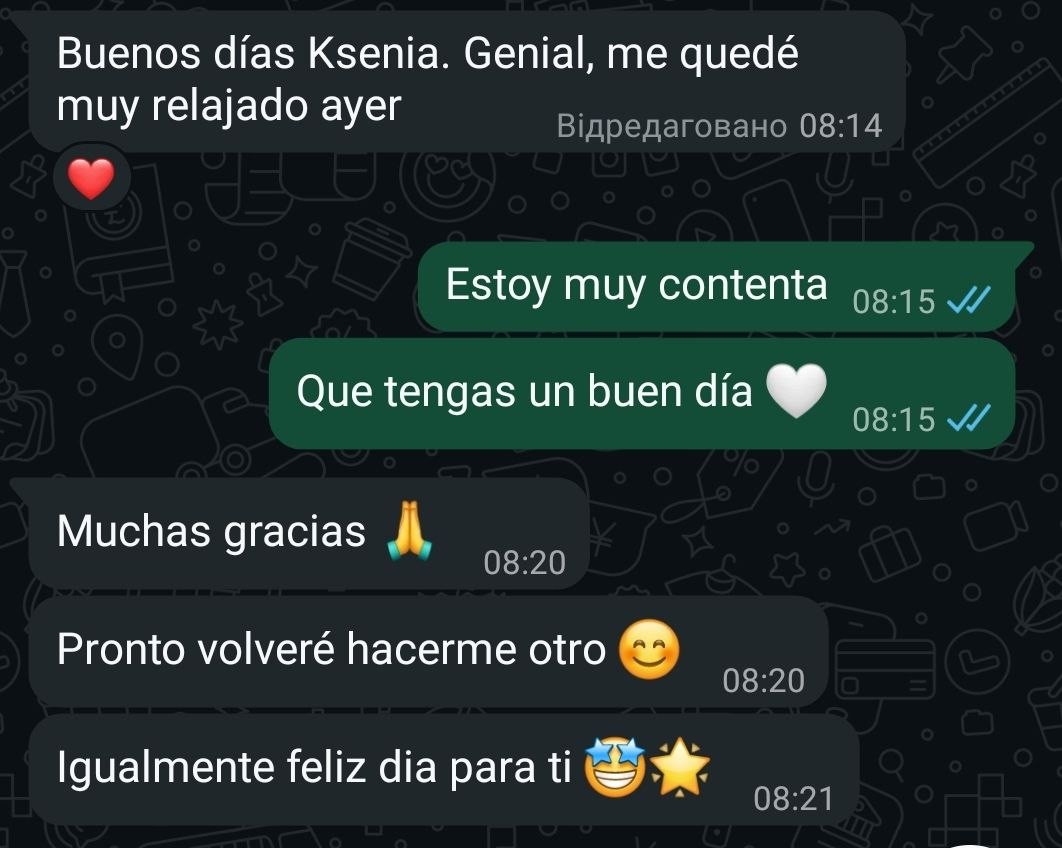 Buenos días Ksenia. Genial, me quedé
muy relajado ayer
Відредаговано 08:14
❤️
Estoy muy contenta 08:15
Que tengas un buen día 🤍 08:15
Muchas gracias 🙏 08:20
Pronto volveré hacerme otro 😊 08:20
Igualmente feliz dia para ti 🤩🌟 08:21